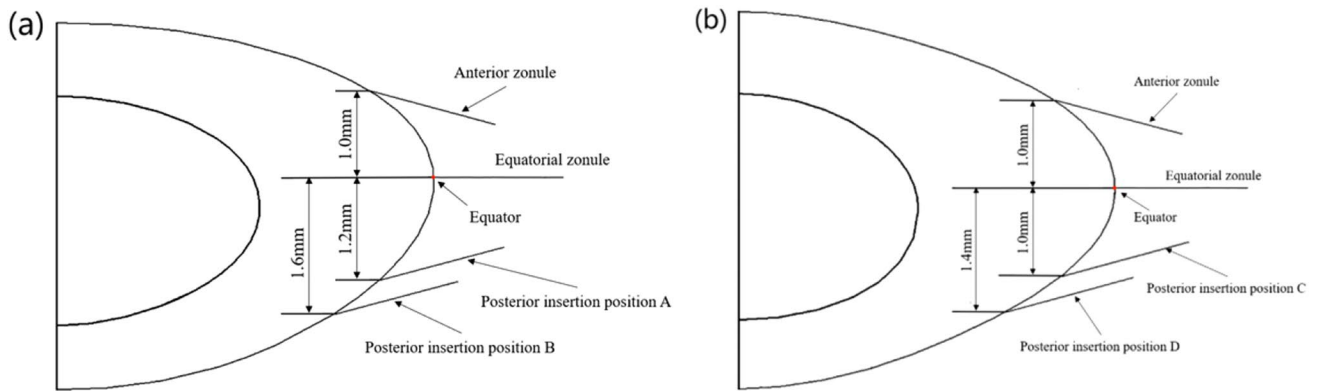 (a)
Anterior zonule
1.0mm
Equatorial zonule
Equator
1.2mm
1.6mm
Posterior insertion position A
Posterior insertion position B
(b)
Anterior zonule
1.0mm
Equatorial zonule
Equator
1.0mm
1.4mm
Posterior insertion position C
Posterior insertion position D